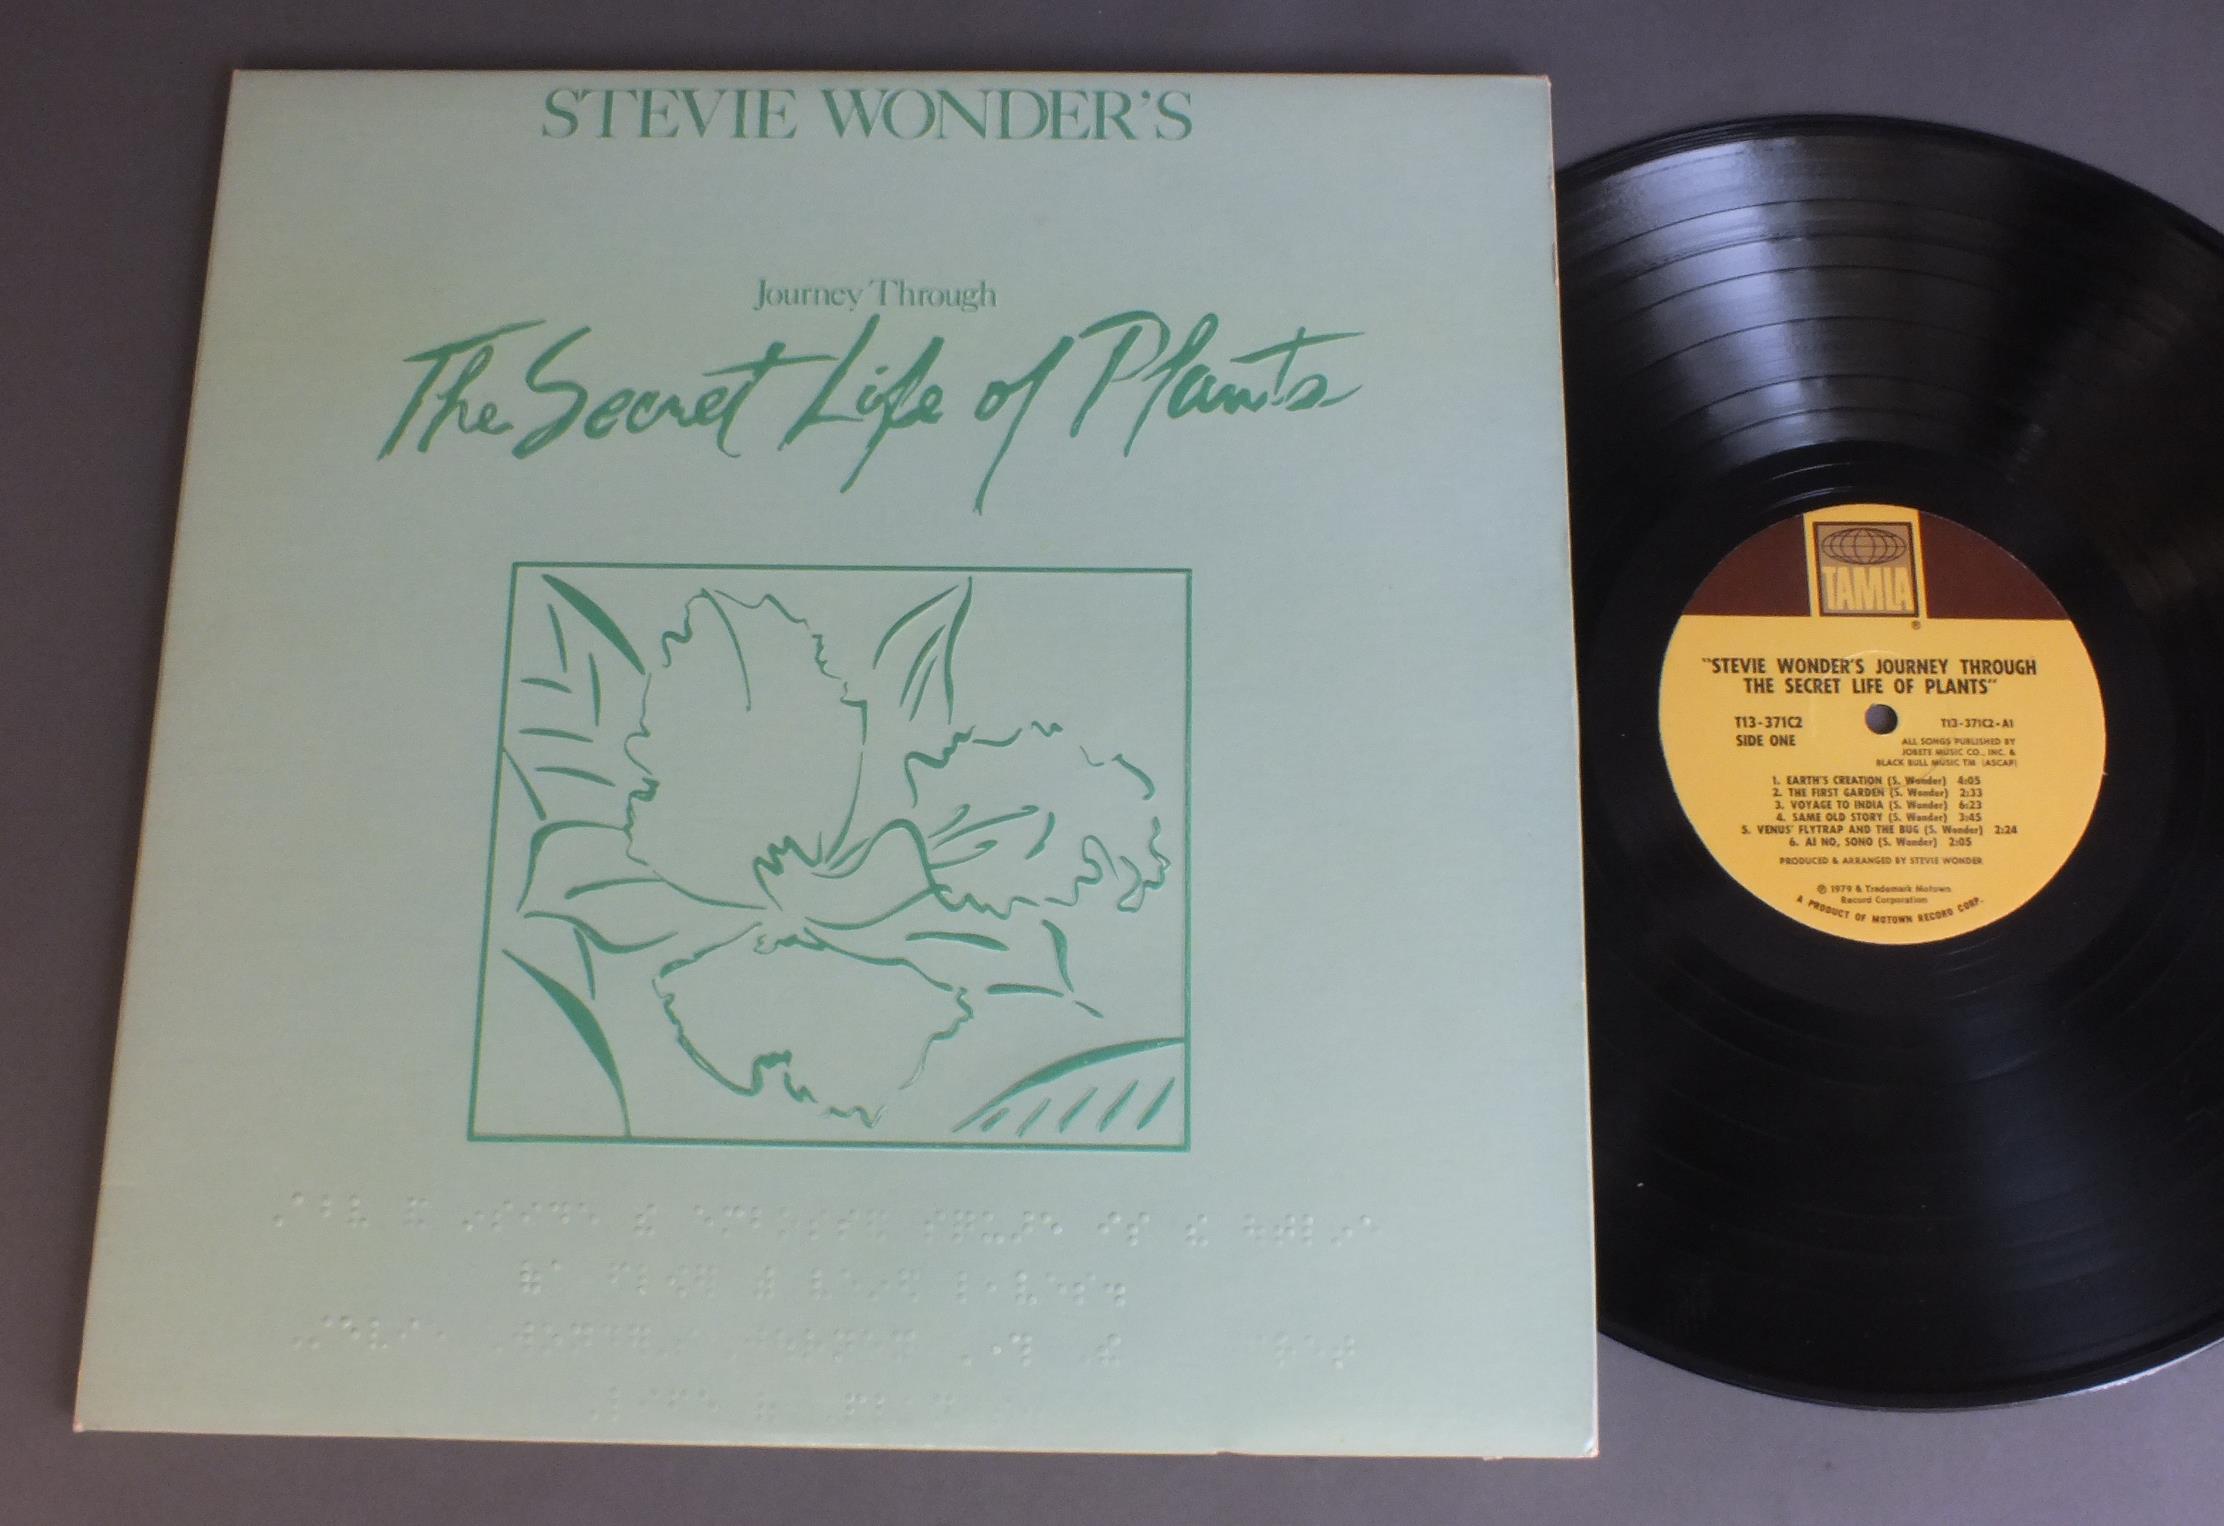 STEVIE WONDER'S
Journey Through
The Secret Life of Plants
TAMLA
®
"STEVIE WONDER'S JOURNEY THROUGH
THE SECRET LIFE OF PLANTS"
T13-371C2
SIDE ONE
T13-371C2-A1
ALL SONGS PUBLISHED BY
JOBETE MUSIC CO., INC. &
BLACK BULL MUSIC TM (ASCAP)
1. EARTH'S CREATION (S. Wonder) 4:05
2. THE FIRST GARDEN (S. Wonder) 2:33
3. VOYAGE TO INDIA (S. Wonder) 6:23
4. SAME OLD STORY (S. Wonder) 3:45
5. VENUS' FLYTRAP AND THE BUG (S. Wonder) 2:24
6. AI NO, SONO (S. Wonder) 2:05
PRODUCED & ARRANGED BY STEVIE WONDER
℗ 1979 & Trademark Motown
Record Corporation
A PRODUCT OF MOTOWN RECORD CORP.